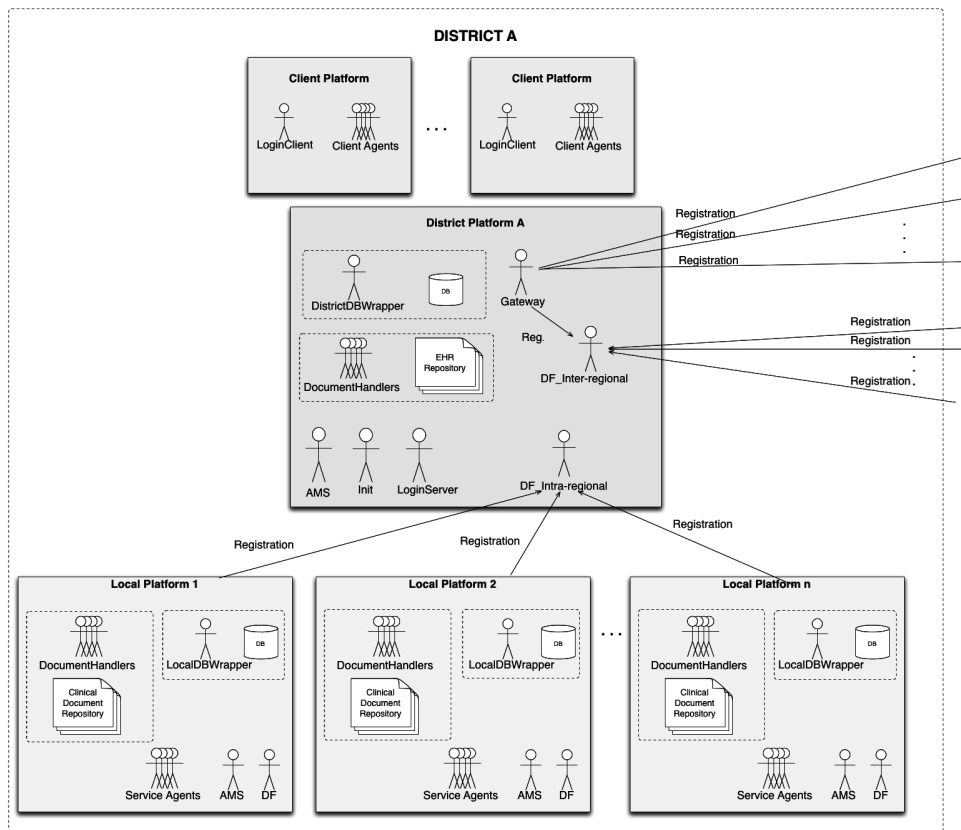 DISTRICT A
Client Platform
LoginClient
Client Agents
. . .
Client Platform
LoginClient
Client Agents
District Platform A
DistrictDBWrapper
DB
Gateway
Registration
Registration
Registration
Reg.
DocumentHandlers
EHR
Repository
DF_Inter-regional
Registration
Registration
Registration
AMS
Init
LoginServer
DF_Intra-regional
Registration
Registration
Registration
Local Platform 1
DocumentHandlers
LocalDBWrapper
DB
Clinical
Document
Repository
Service Agents
AMS
DF
Local Platform 2
DocumentHandlers
LocalDBWrapper
DB
Clinical
Document
Repository
Service Agents
AMS
DF
. . .
Local Platform n
DocumentHandlers
LocalDBWrapper
DB
Clinical
Document
Repository
Service Agents
AMS
DF